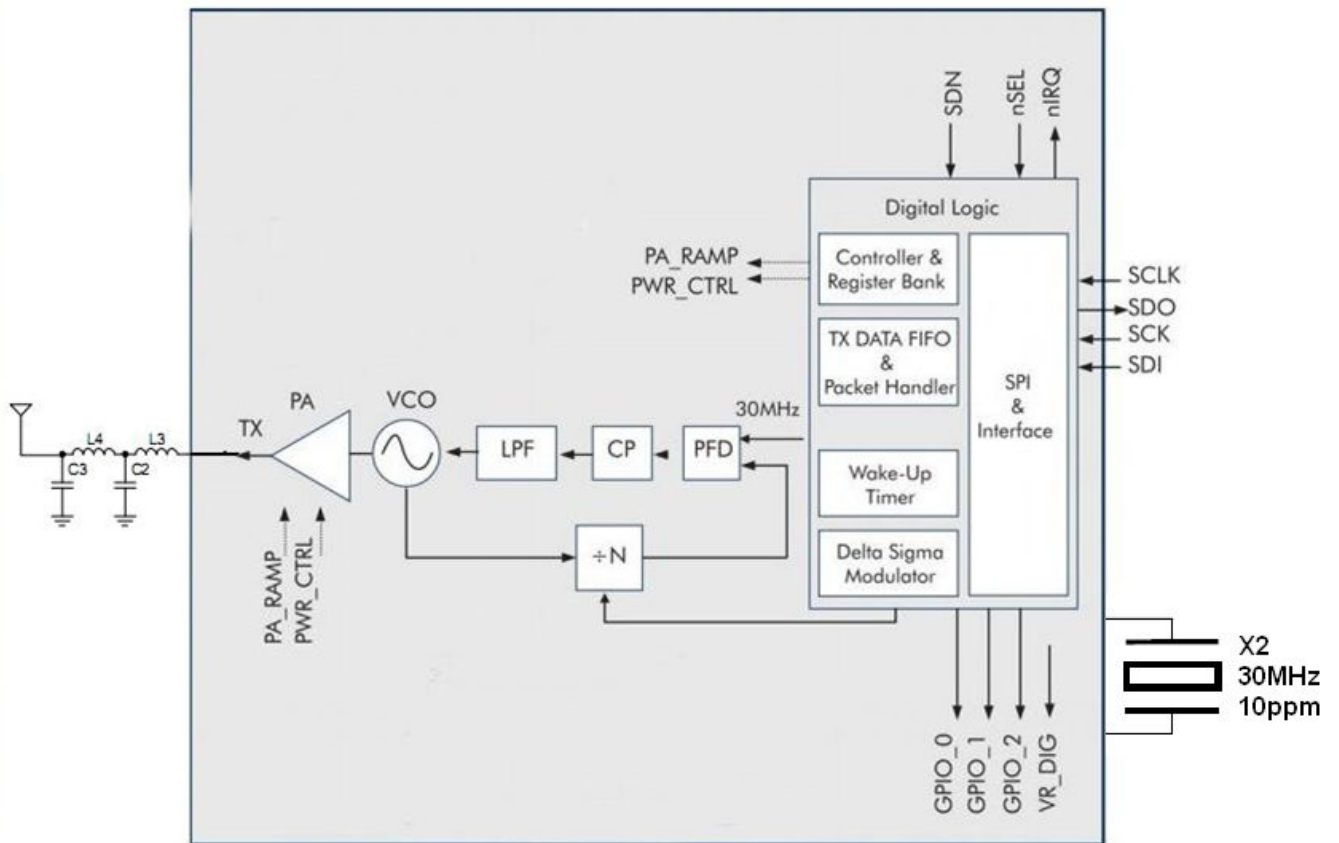 SDN
nSEL
nIRQ
Digital Logic
PA_RAMP
PWR_CTRL
Controller &
Register Bank
SCLK
SDO
SCK
SDI
TX DATA FIFO
&
Packet Handler
SPI
&
Interface
PA
VCO
30MHz
TX
L4
L3
C3
C2
LPF
CP
PFD
Wake-Up
Timer
÷N
Delta Sigma
Modulator
PA_RAMP
PWR_CTRL
X2
30MHz
10ppm
GPIO_0
GPIO_1
GPIO_2
VR_DIG